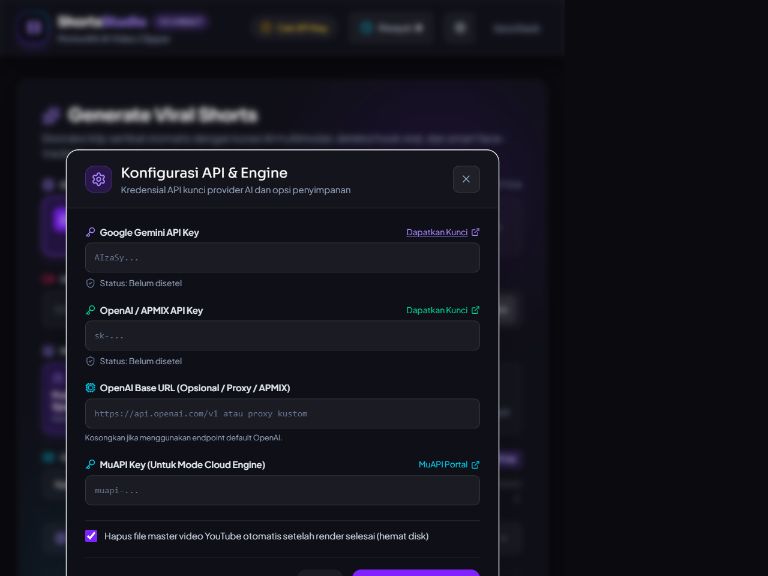 ShortsStudio
Generate Viral Shorts
Konfigurasi API & Engine
Kredensial API kunci provider AI dan opsi penyimpanan
Google Gemini API Key
Dapatkan Kunci
AIzaSy...
Status: Belum disetel
OpenAI / APMIX API Key
Dapatkan Kunci
sk-...
Status: Belum disetel
OpenAI Base URL (Opsional / Proxy / APMIX)
https://api.openai.com/v1 atau proxy kustom
Kosongkan jika menggunakan endpoint default OpenAI.
MuAPI Key (Untuk Mode Cloud Engine)
MuAPI Portal
muapi-...
Hapus file master video YouTube otomatis setelah render selesai (hemat disk)